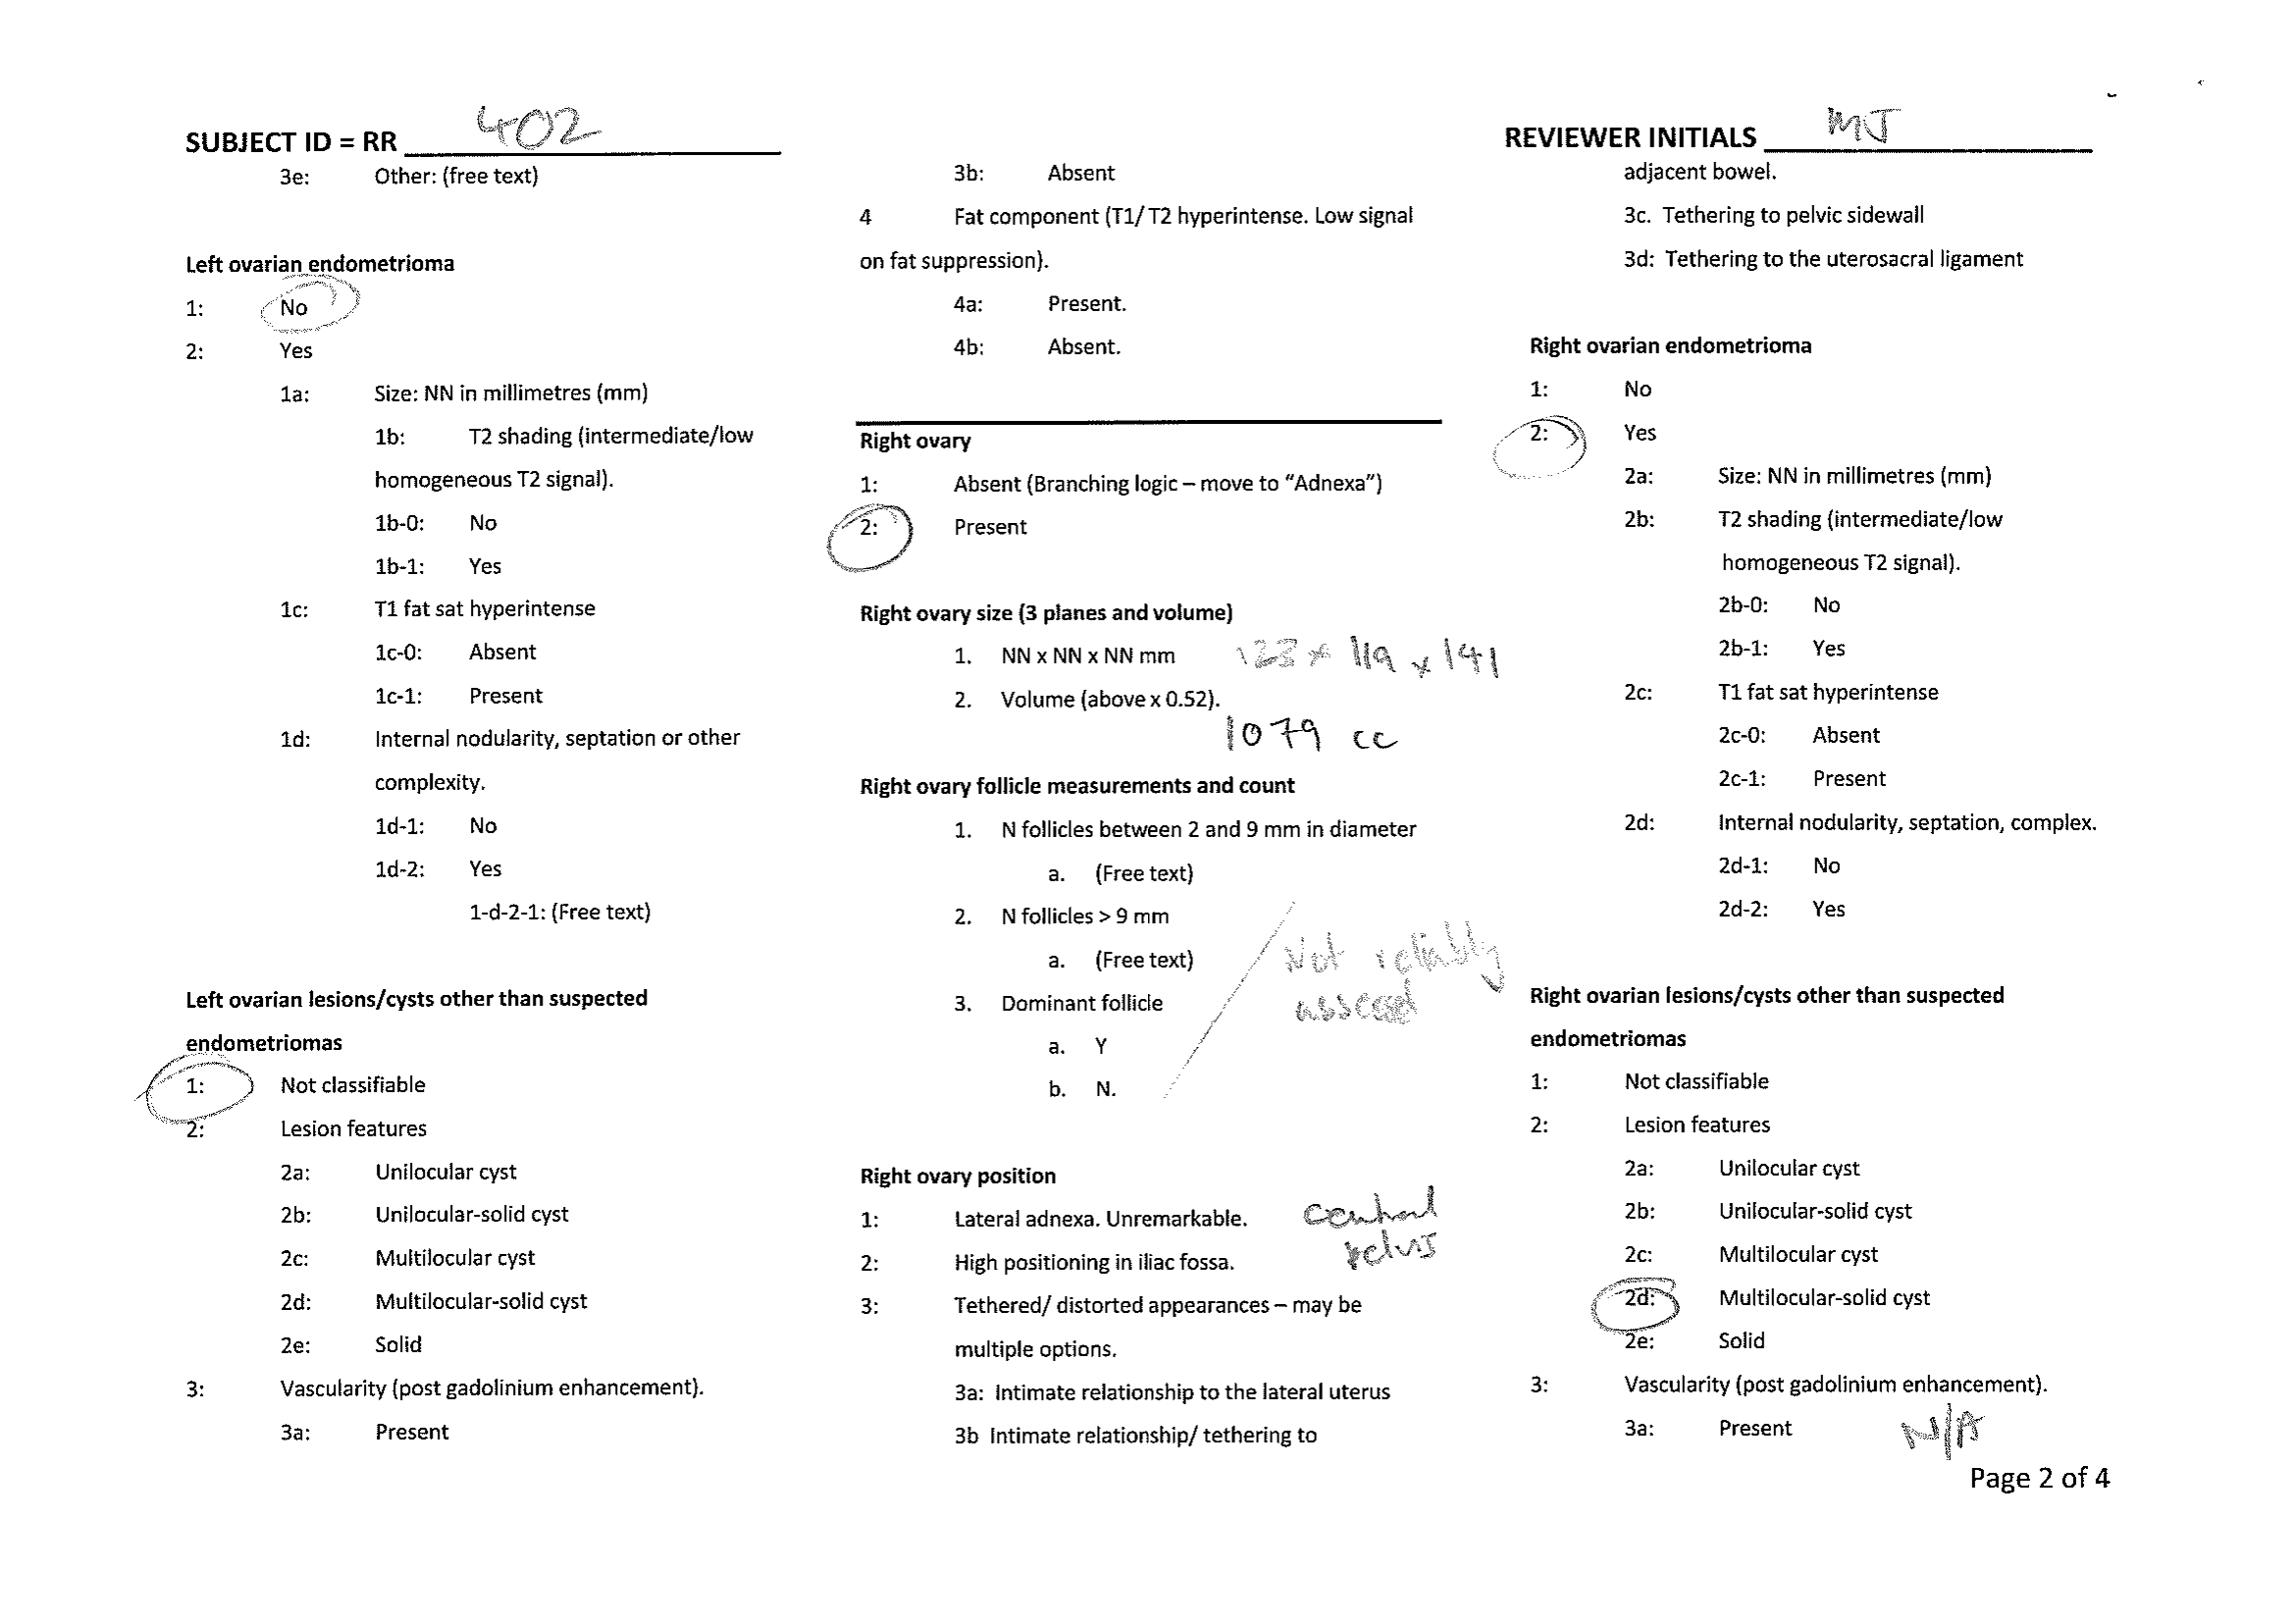 SUBJECT ID = RR 402
3e: Other: (free text)
Left ovarian endometrioma
1: No
2: Yes
1a: Size: NN in millimetres (mm)
1b: T2 shading (intermediate/low
homogeneous T2 signal).
1b-0: No
1b-1: Yes
1c: T1 fat sat hyperintense
1c-0: Absent
1c-1: Present
1d: Internal nodularity, septation or other
complexity.
1d-1: No
1d-2: Yes
1-d-2-1: (Free text)
Left ovarian lesions/cysts other than suspected
endometriomas
1: Not classifiable
2: Lesion features
2a: Unilocular cyst
2b: Unilocular-solid cyst
2c: Multilocular cyst
2d: Multilocular-solid cyst
2e: Solid
3: Vascularity (post gadolinium enhancement).
3a: Present
3b: Absent
4 Fat component (T1/ T2 hyperintense. Low signal
on fat suppression).
4a: Present.
4b: Absent.
Right ovary
1: Absent (Branching logic – move to “Adnexa”)
2: Present
Right ovary size (3 planes and volume)
1. NN x NN x NN mm 123 x 119 x 141
2. Volume (above x 0.52).
1079 cc
Right ovary follicle measurements and count
1. N follicles between 2 and 9 mm in diameter
a. (Free text)
2. N follicles > 9 mm
Not reliably
a. (Free text)
assessed
3. Dominant follicle
a. Y
b. N.
Right ovary position
1: Lateral adnexa. Unremarkable. central
pelvis
2: High positioning in iliac fossa.
3: Tethered/ distorted appearances – may be
multiple options.
3a: Intimate relationship to the lateral uterus
3b Intimate relationship/ tethering to
REVIEWER INITIALS MJ
adjacent bowel.
3c. Tethering to pelvic sidewall
3d: Tethering to the uterosacral ligament
Right ovarian endometrioma
1: No
2: Yes
2a: Size: NN in millimetres (mm)
2b: T2 shading (intermediate/low
homogeneous T2 signal).
2b-0: No
2b-1: Yes
2c: T1 fat sat hyperintense
2c-0: Absent
2c-1: Present
2d: Internal nodularity, septation, complex.
2d-1: No
2d-2: Yes
Right ovarian lesions/cysts other than suspected
endometriomas
1: Not classifiable
2: Lesion features
2a: Unilocular cyst
2b: Unilocular-solid cyst
2c: Multilocular cyst
2d: Multilocular-solid cyst
2e: Solid
3: Vascularity (post gadolinium enhancement).
3a: Present N/A
Page 2 of 4